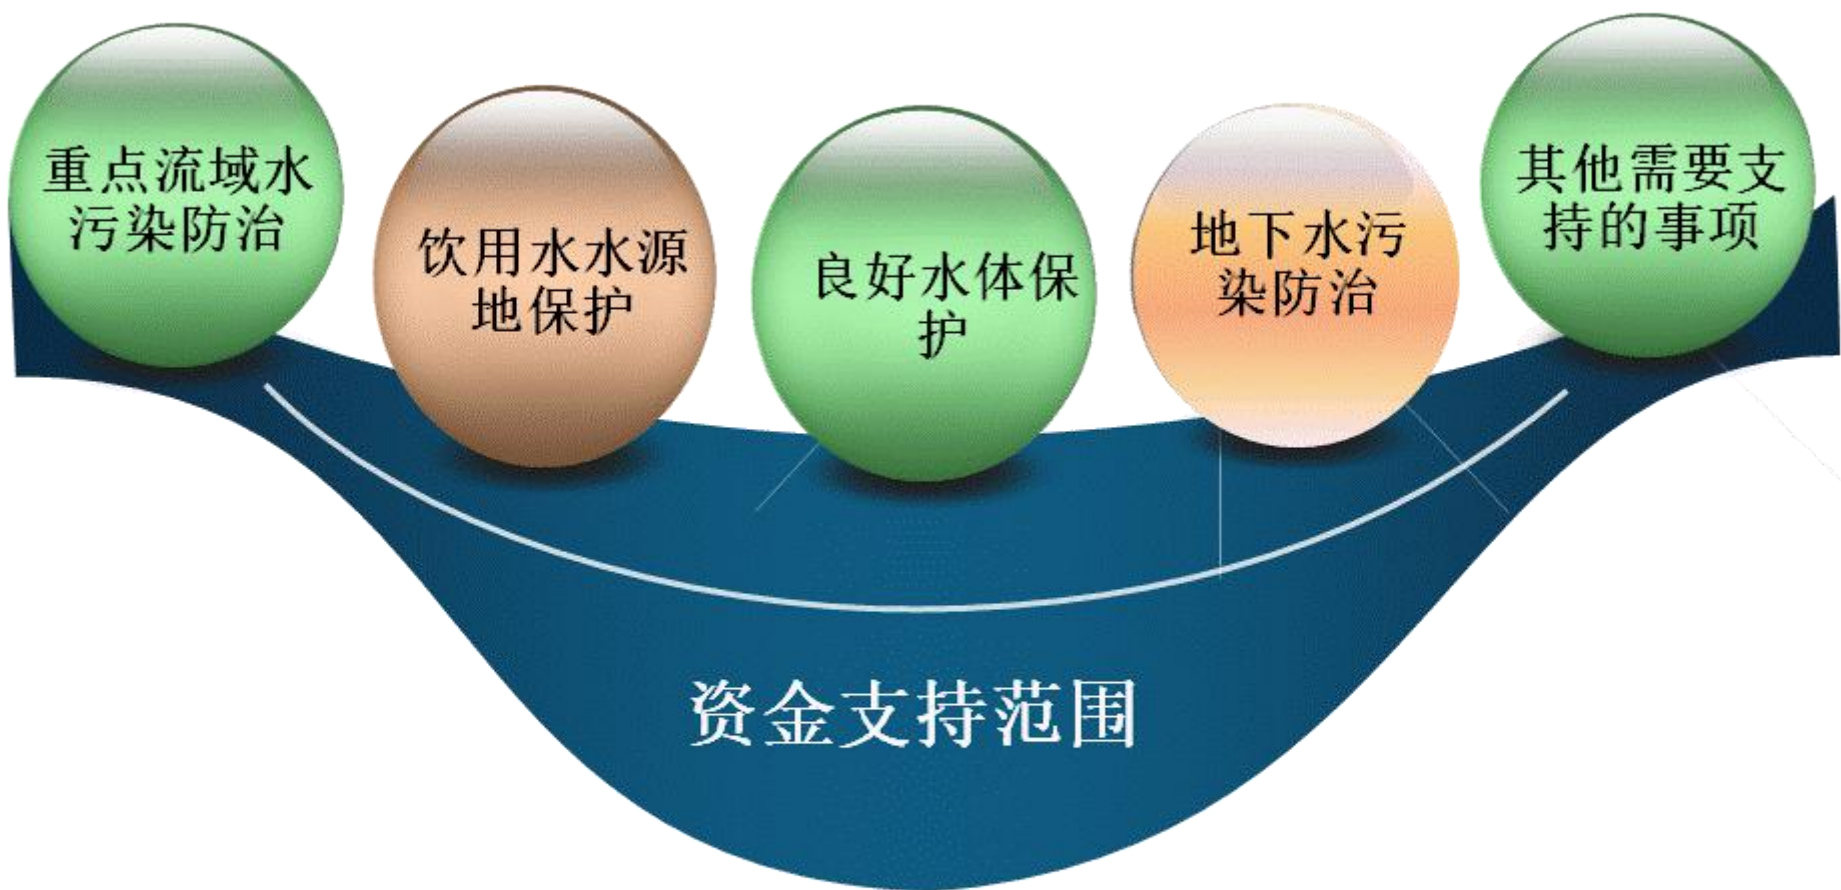 重点流域水
污染防治
饮用水水源
地保护
良好水体保
护
地下水污
染防治
其他需要支
持的事项
资金支持范围